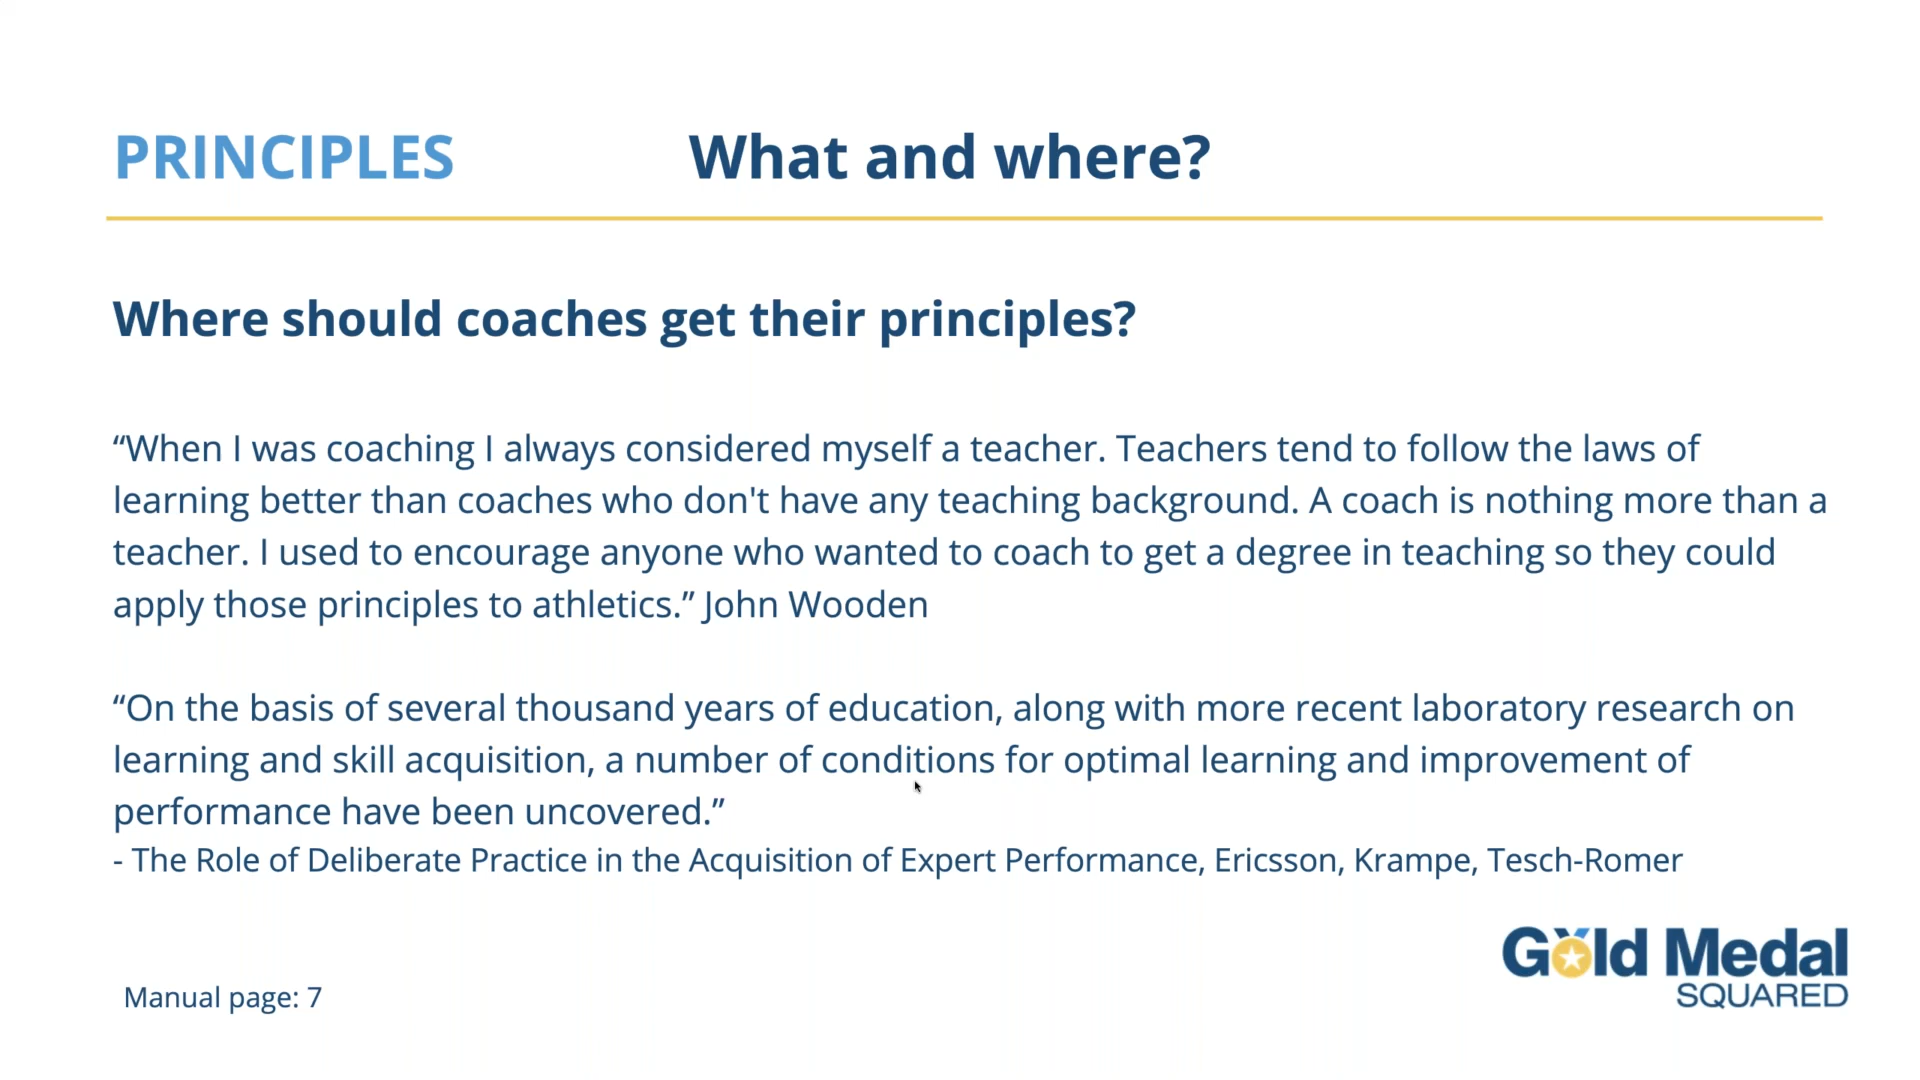 PRINCIPLES What and where?
Where should coaches get their principles?
“When I was coaching I always considered myself a teacher. Teachers tend to follow the laws of
learning better than coaches who don't have any teaching background. A coach is nothing more than a
teacher. I used to encourage anyone who wanted to coach to get a degree in teaching so they could
apply those principles to athletics.” John Wooden
“On the basis of several thousand years of education, along with more recent laboratory research on
learning and skill acquisition, a number of conditions for optimal learning and improvement of
performance have been uncovered.”
- The Role of Deliberate Practice in the Acquisition of Expert Performance, Ericsson, Krampe, Tesch-Romer
Gold Medal
SQUARED
Manual page: 7